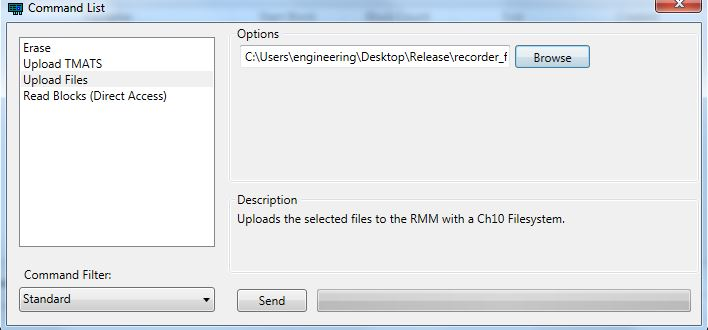 Command List
Erase
Upload TMATS
Upload Files
Read Blocks (Direct Access)
Command Filter:
Standard
Options
C:\Users\engineering\Desktop\Release\recorder_f
Browse
Description
Uploads the selected files to the RMM with a Ch10 Filesystem.
Send